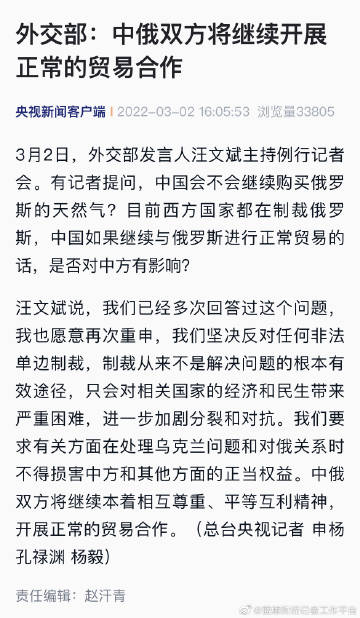 外交部：中俄双方将继续开展
正常的贸易合作
央视新闻客户端 | 2022-03-02 16:05:53 浏览量33805
3月2日，外交部发言人汪文斌主持例行记者
会。有记者提问，中国会不会继续购买俄罗
斯的天然气？目前西方国家都在制裁俄罗
斯，中国如果继续与俄罗斯进行正常贸易的
话，是否对中方有影响？
汪文斌说，我们已经多次回答过这个问题，
我也愿意再次重申，我们坚决反对任何非法
单边制裁，制裁从来不是解决问题的根本有
效途径，只会对相关国家的经济和民生带来
严重困难，进一步加剧分裂和对抗。我们要
求有关方面在处理乌克兰问题和对俄关系时
不得损害中方和其他方面的正当权益。中俄
双方将继续本着相互尊重、平等互利精神，
开展正常的贸易合作。（总台央视记者 申杨
孔禄渊 杨毅）
责任编辑：赵汗青